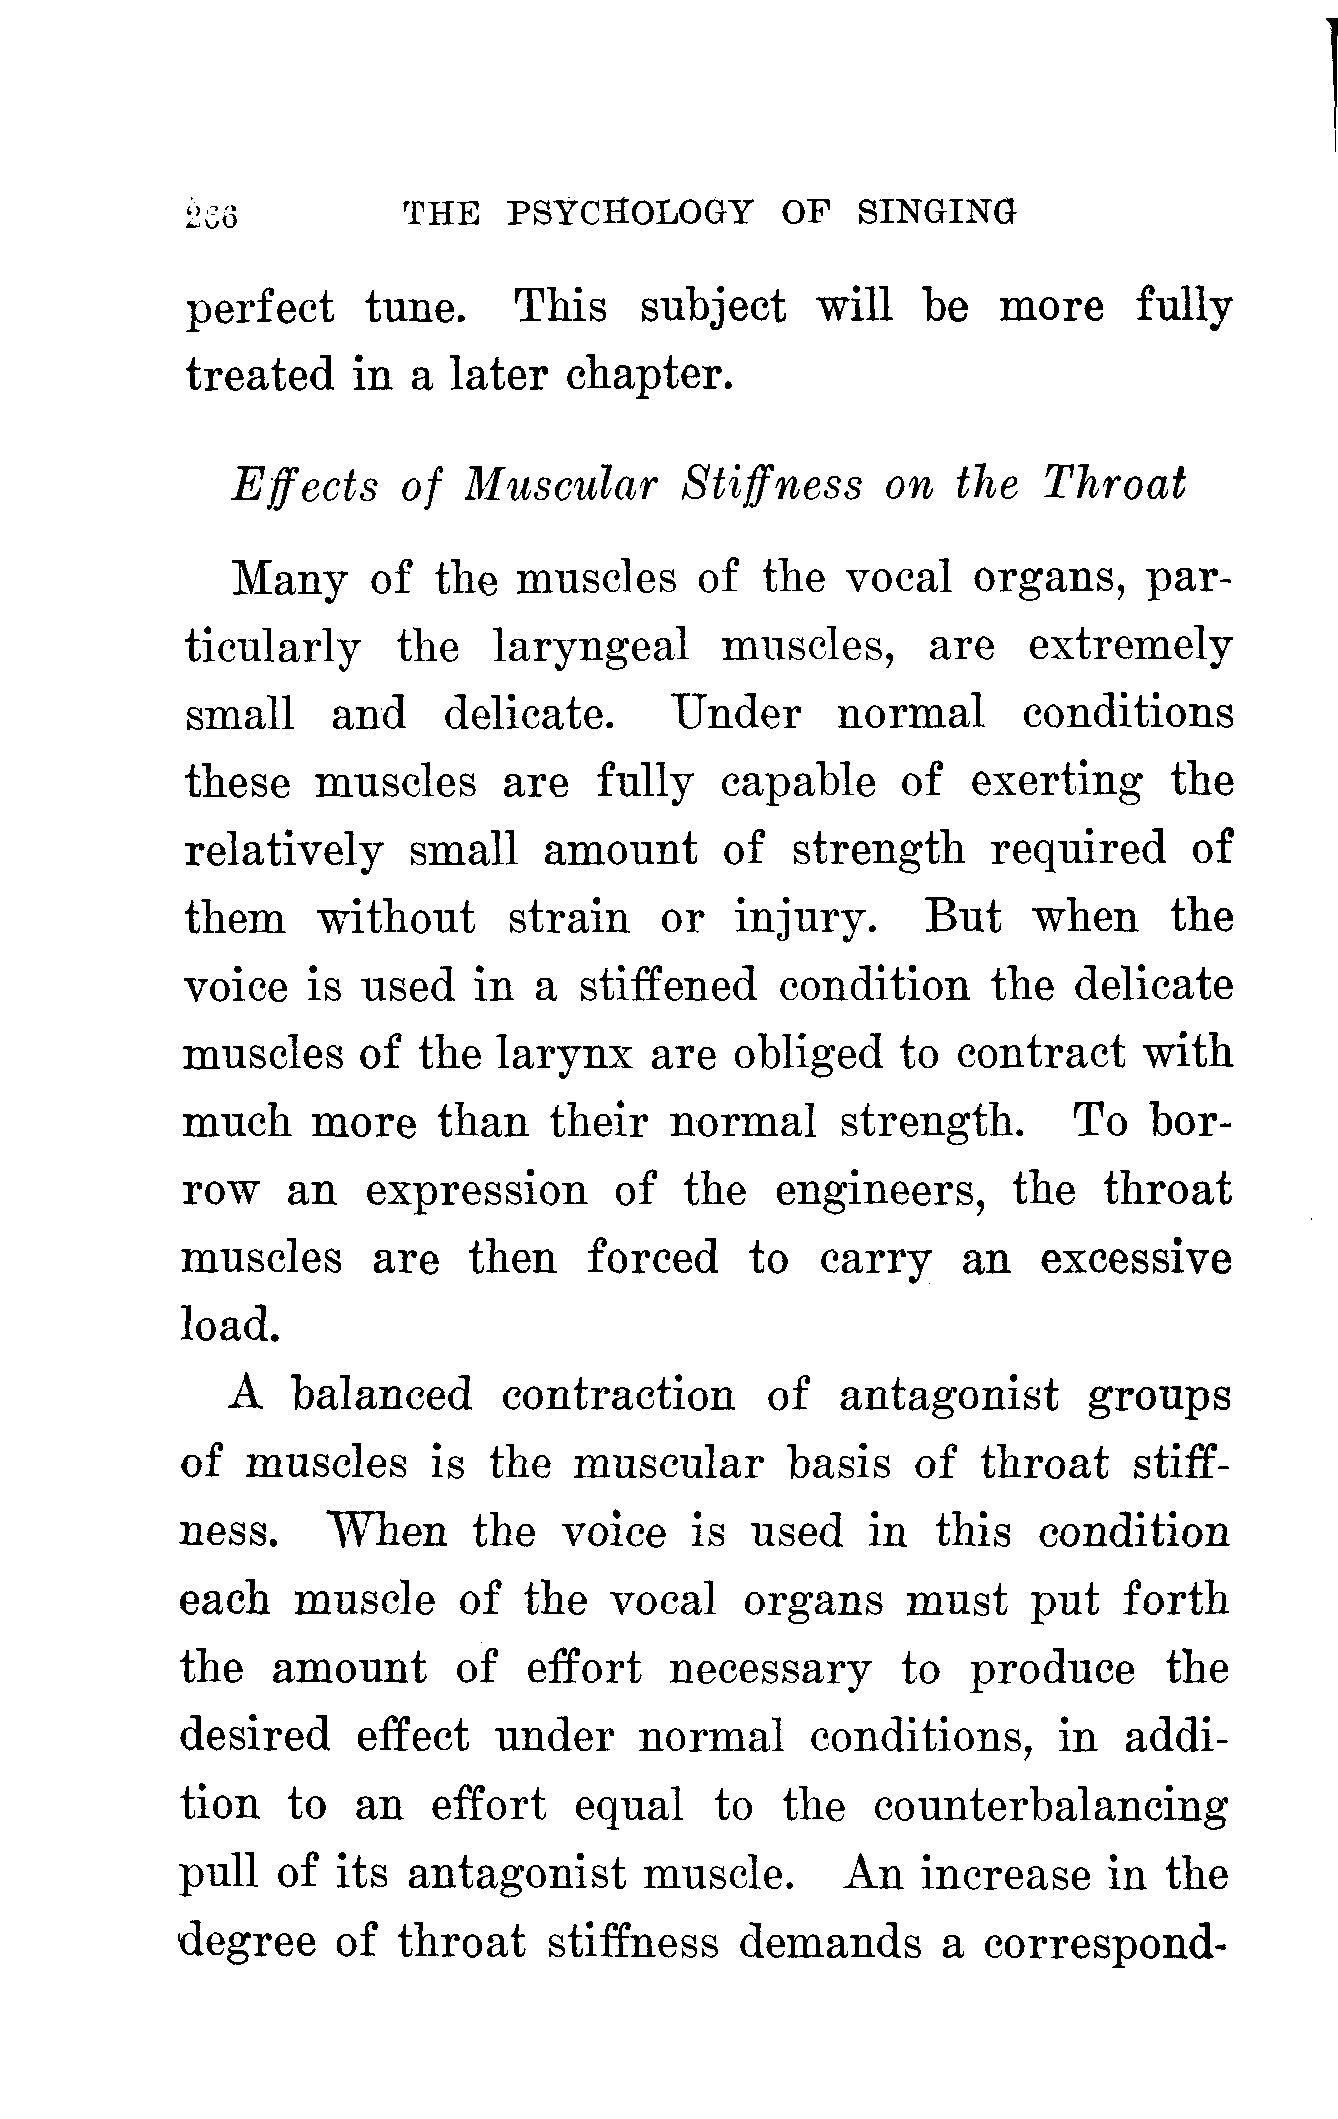 THE PSYCHOLOGY OF SINGING
perfect tune. This subject will be more fully
treated in a later chapter.
Effects of Muscular Stiffness on the Throat
Many of the muscles of the vocal organs, par-
ticularly the laryngeal muscles, are extremely
small and delicate. Under normal conditions
these muscles are fully capable of exerting the
relatively small amount of strength required of
them without strain or injury. But when the
voice is used in a stiffened condition the delicate
muscles of the larynx are obliged to contract with
much more than their normal strength. To bor-
row an expression of the engineers, the throat
muscles are then forced to carry an excessive
load.
A balanced contraction of antagonist groups
of muscles is the muscular basis of throat stiff-
ness. When the voice is used in this condition
each muscle of the vocal organs must put forth
the amount of effort necessary to produce the
desired effect under normal conditions, in addi-
tion to an effort equal to the counterbalancing
pull of its antagonist muscle. An increase in the
degree of throat stiffness demands a correspond-